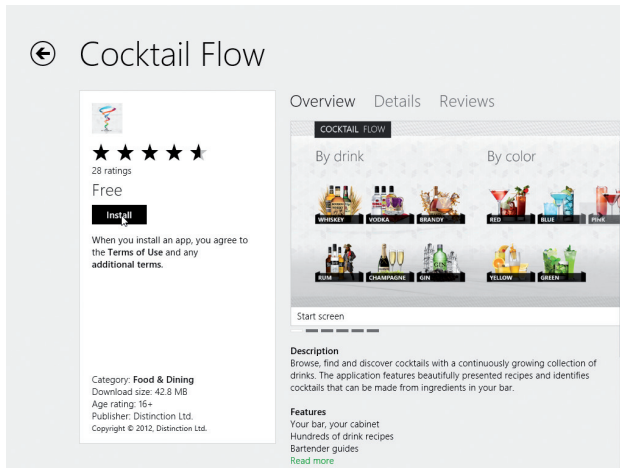 Cocktail Flow
28 ratings
Free
Install
When you install an app, you agree to
the Terms of Use and any
additional terms.
Category: Food & Dining
Download size: 42.8 MB
Age rating: 16+
Publisher: Distinction Ltd.
Copyright © 2012, Distinction Ltd.
Overview Details Reviews
COCKTAIL FLOW
By drink By color
WHISKEY VODKA BRANDY RED BLUE PINK
RUM CHAMPAGNE GIN YELLOW GREEN
Start screen
Description
Browse, find and discover cocktails with a continuously growing collection of
drinks. The application features beautifully presented recipes and identifies
cocktails that can be made from ingredients in your bar.
Features
Your bar, your cabinet
Hundreds of drink recipes
Bartender guides
Read more